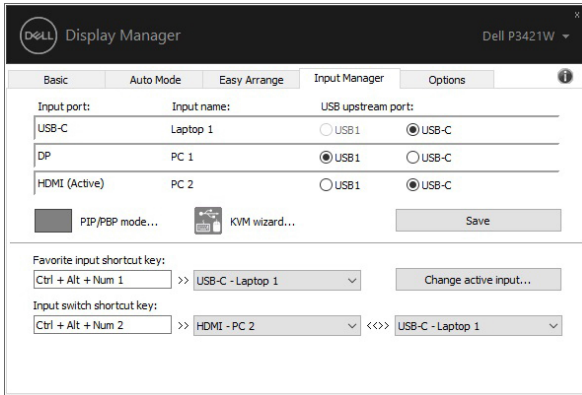 DELL Display Manager Dell P3421W
x
Basic Auto Mode Easy Arrange Input Manager Options i
Input port: Input name: USB upstream port:
USB-C Laptop 1 USB1 USB-C
DP PC 1 USB1 USB-C
HDMI (Active) PC 2 USB1 USB-C
PIP/PBP mode... KVM wizard... Save
Favorite input shortcut key:
Ctrl + Alt + Num 1 >> USB-C - Laptop 1 Change active input...
Input switch shortcut key:
Ctrl + Alt + Num 2 >> HDMI - PC 2 <<>> USB-C - Laptop 1